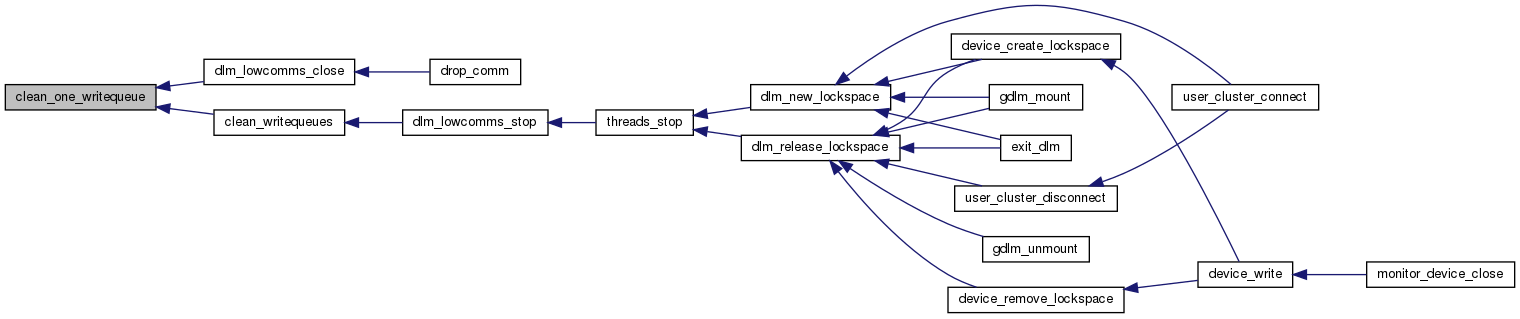 clean_one_writequeue
dlm_lowcomms_close
drop_comm
clean_writequeues
dlm_lowcomms_stop
threads_stop
dlm_new_lockspace
dlm_release_lockspace
device_create_lockspace
gdlm_mount
exit_dlm
user_cluster_disconnect
gdlm_unmount
device_remove_lockspace
user_cluster_connect
device_write
monitor_device_close